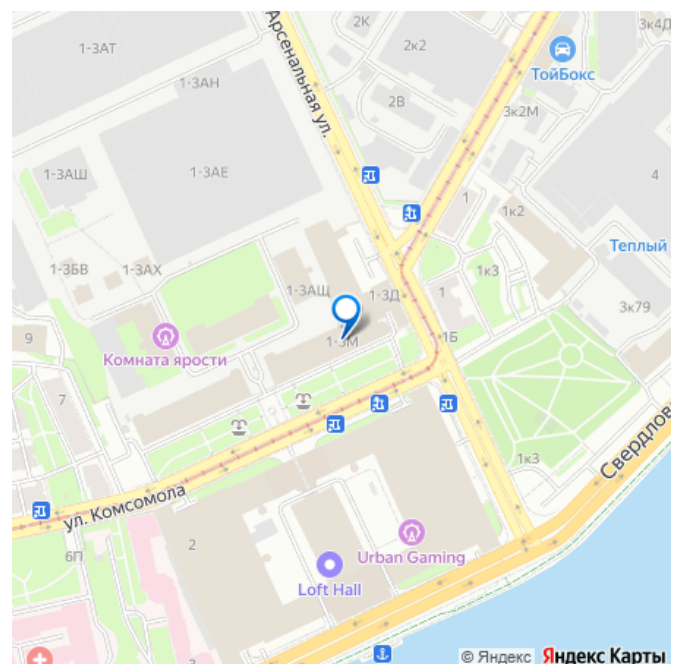 1-3АТ
2К
2к2
3к4Д
ТойБокс
Арсенальная ул.
1-3АН
2В
3к2М
1-3АЕ
1-3АШ
4
1
1к2
Теплый
1-3БВ
1-3АХ
1-3АЩ
1-3Д
1
1к3
3к79
9
Комната ярости
1-3М
1Б
7
1к3
Свердлов
ул. Комсомола
2
6П
Urban Gaming
Loft Hall
3
© Яндекс Яндекс Карты